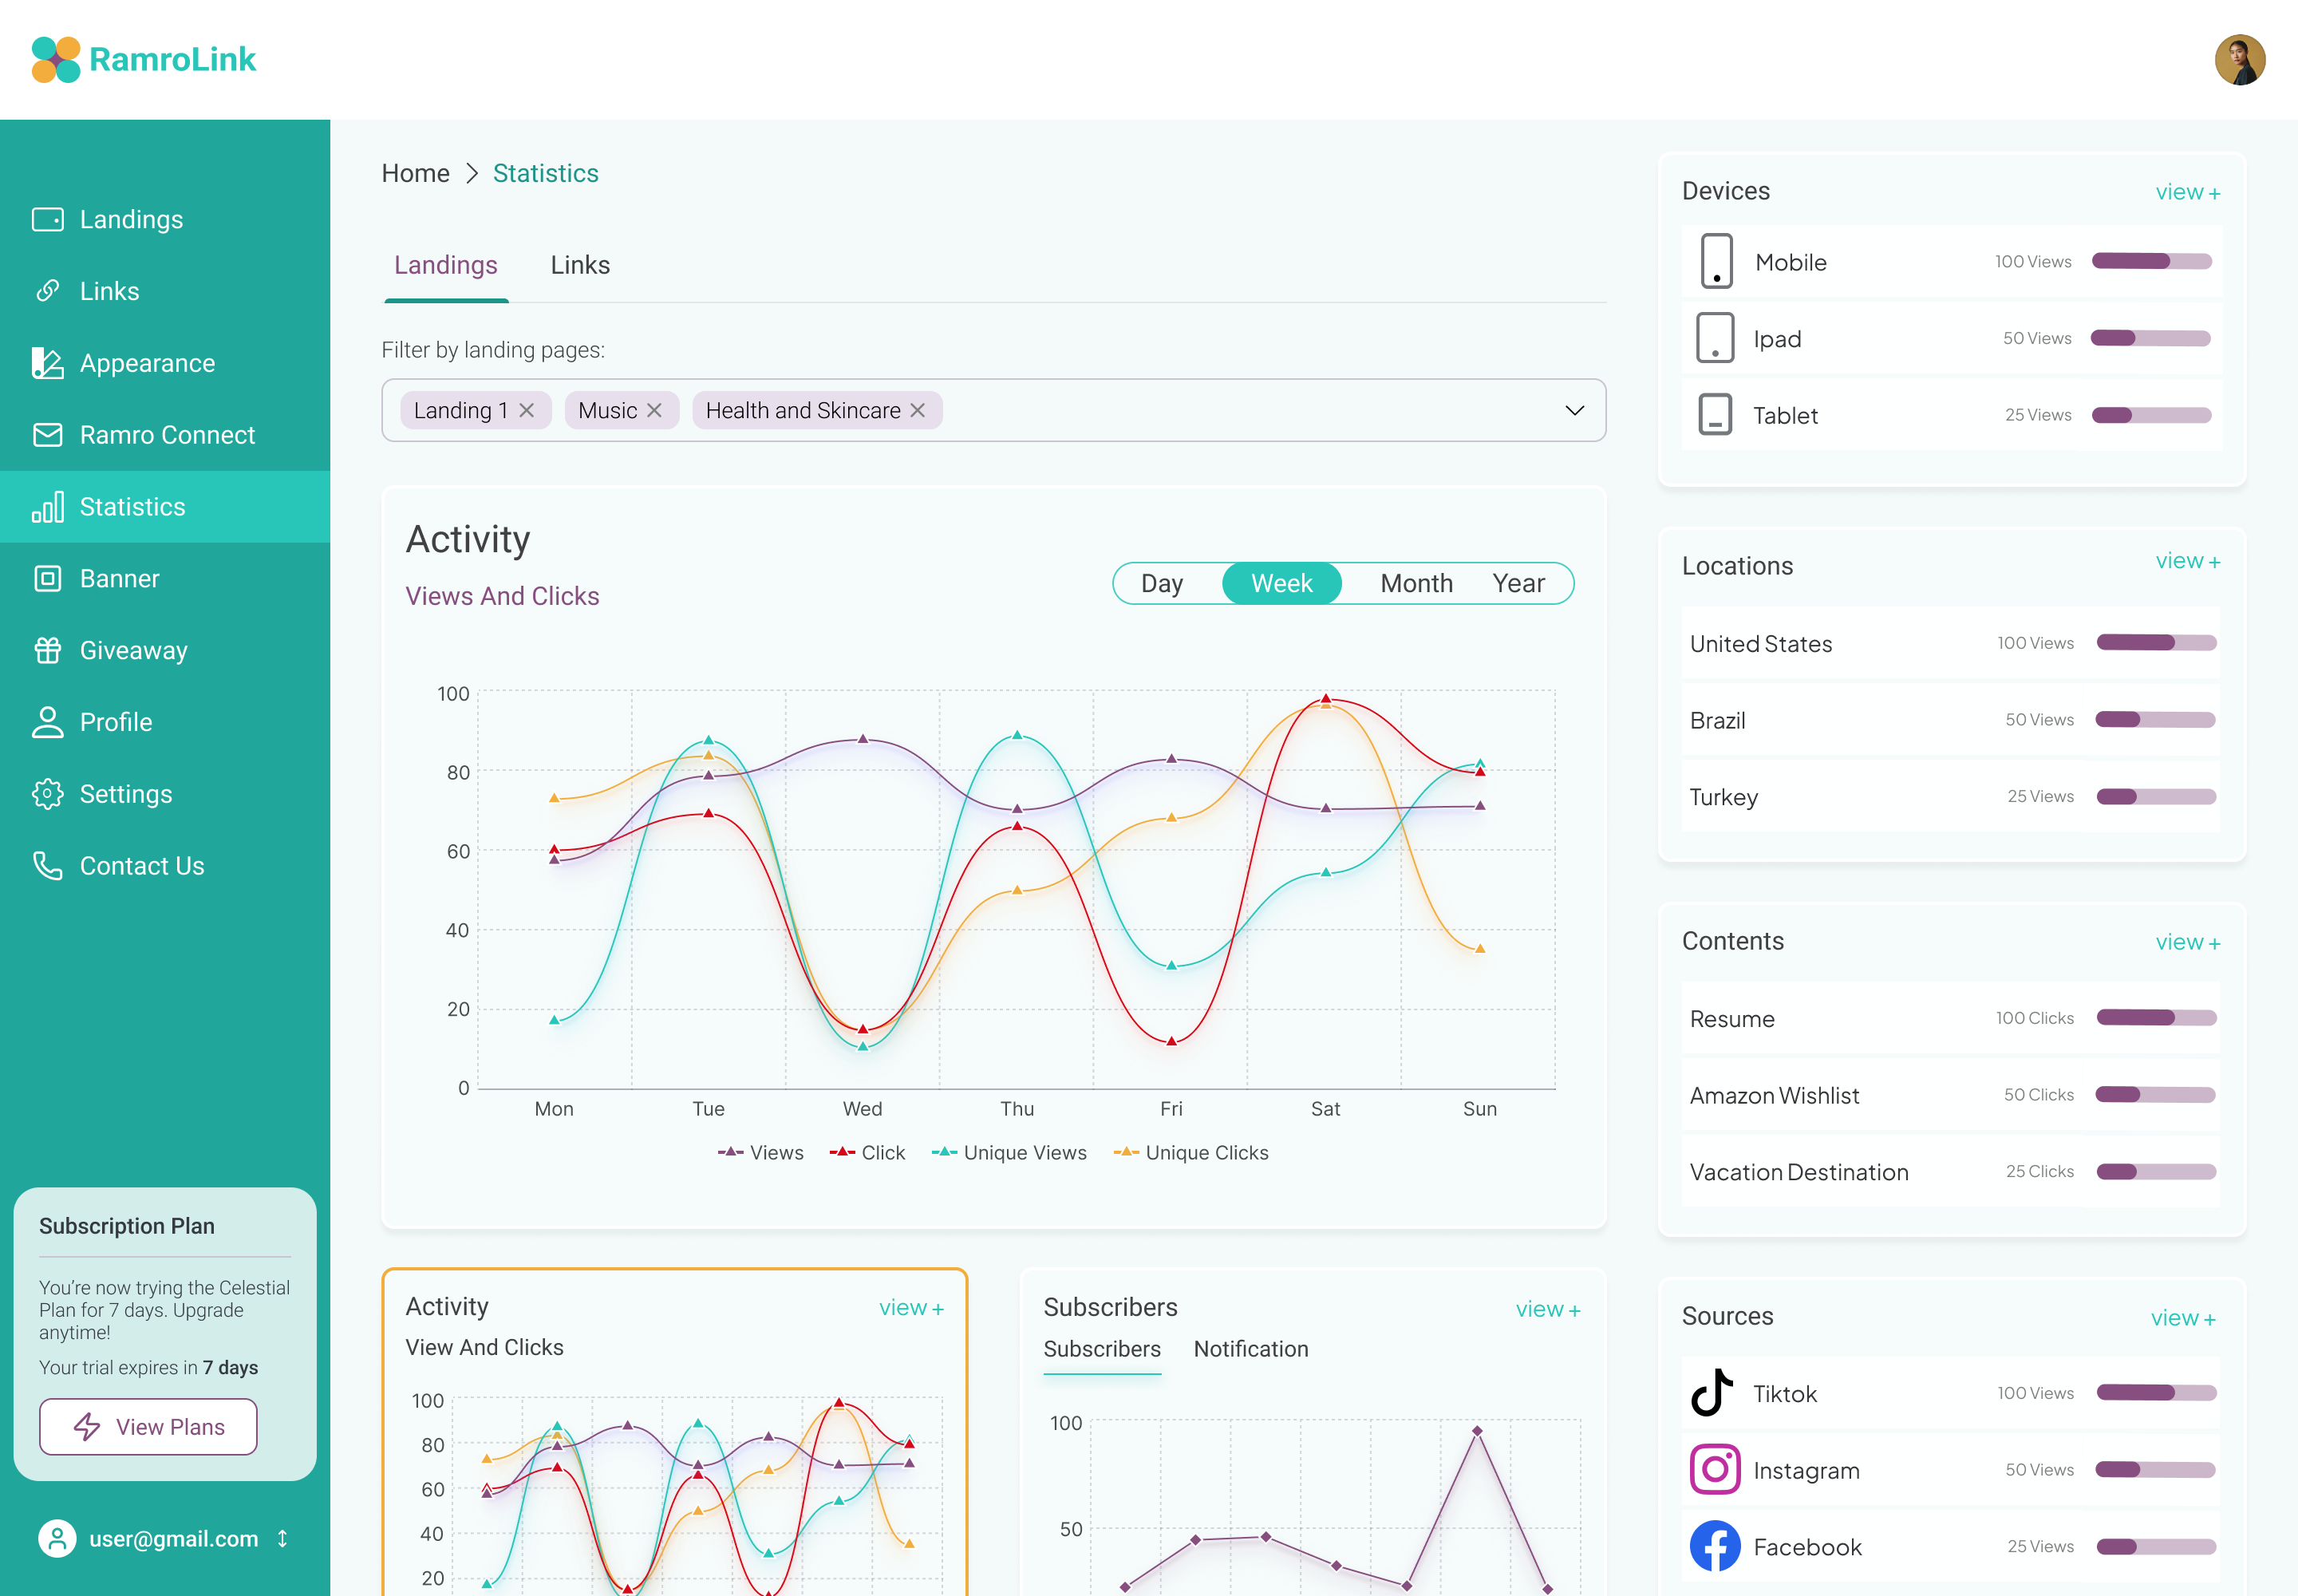 RamroLink
Landings
Links
Appearance
Ramro Connect
Statistics
Banner
Giveaway
Profile
Settings
Contact Us
Subscription Plan
You're now trying the Celestial
Plan for 7 days. Upgrade
anytime!
Your trial expires in 7 days
View Plans
user@gmail.com
Home > Statistics
Landings Links
Filter by landing pages:
Landing 1 Music Health and Skincare
Activity
Views And Clicks
Day Week Month Year
100
80
60
40
20
0
Mon Tue Wed Thu Fri Sat Sun
Views Click Unique Views Unique Clicks
Activity view +
View And Clicks
100
80
60
40
20
Subscribers view +
Subscribers Notification
100
50
Devices view +
Mobile 100 Views
Ipad 50 Views
Tablet 25 Views
Locations view +
United States 100 Views
Brazil 50 Views
Turkey 25 Views
Contents view +
Resume 100 Clicks
Amazon Wishlist 50 Clicks
Vacation Destination 25 Clicks
Sources view +
Tiktok 100 Views
Instagram 50 Views
Facebook 25 Views